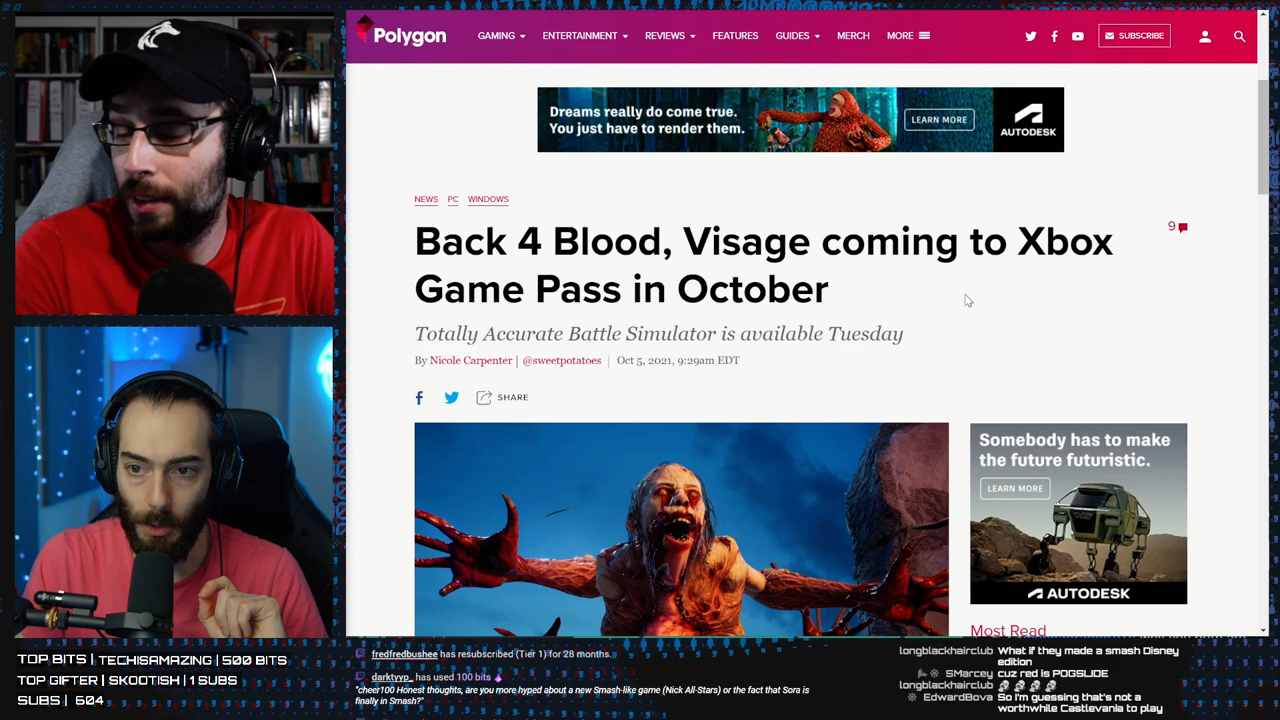 Polygon
GAMING
ENTERTAINMENT
REVIEWS
FEATURES
GUIDES
MERCH
MORE
SUBSCRIBE
Dreams really do come true.
You just have to render them.
LEARN MORE
AUTODESK
NEWS PC WINDOWS
Back 4 Blood, Visage coming to Xbox
Game Pass in October
9
Totally Accurate Battle Simulator is available Tuesday
By Nicole Carpenter | @sweetpotatoes | Oct 5, 2021, 9:29am EDT
SHARE
Somebody has to make
the future futuristic.
LEARN MORE
AUTODESK
Most Read
TOP BITS | TECHISAMAZING | 500 BITS
TOP GIFTER | SKOOTISH | 1 SUBS
SUBS | 604
fredfredbushee has resubscribed (Tier 1) for 28 months.
darktyyp_ has used 100 bits
"cheer100 Honest thoughts, are you more hyped about a new Smash-like game (Nick All-Stars) or the fact that Sora is
finally in Smash?"
longblackhairclub What if they made a smash Disney
edition
SMarcey cuz red is POGSLIDE
longblackhairclub
EdwardBova So I'm guessing that's not a
worthwhile Castlevania to play